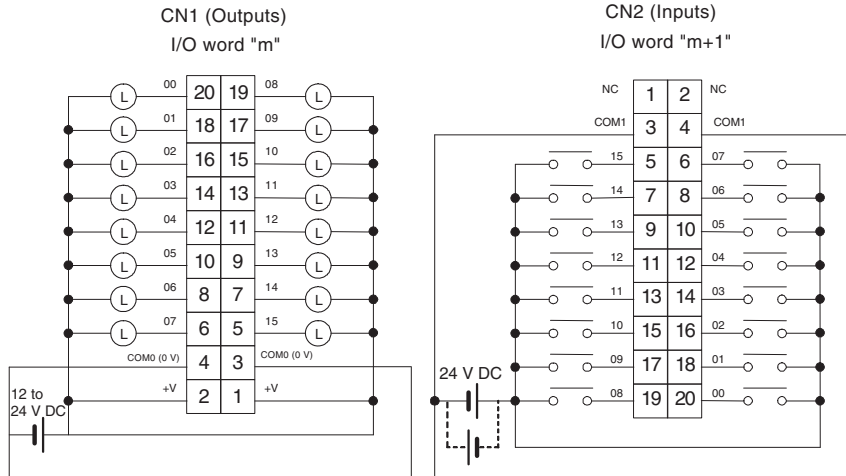 CN1 (Outputs)
I/O word "m"
L 00 20 19 08 L
L 01 18 17 09 L
L 02 16 15 10 L
L 03 14 13 11 L
L 04 12 11 12 L
L 05 10 9 13 L
L 06 8 7 14 L
L 07 6 5 15 L
COM0 (0 V) 4 3 COM0 (0 V)
+V 2 1 +V
12 to
24 V DC
CN2 (Inputs)
I/O word "m+1"
NC 1 2 NC
COM1 3 4 COM1
15 5 6 07
14 7 8 06
13 9 10 05
12 11 12 04
11 13 14 03
10 15 16 02
09 17 18 01
24 V DC
08 19 20 00